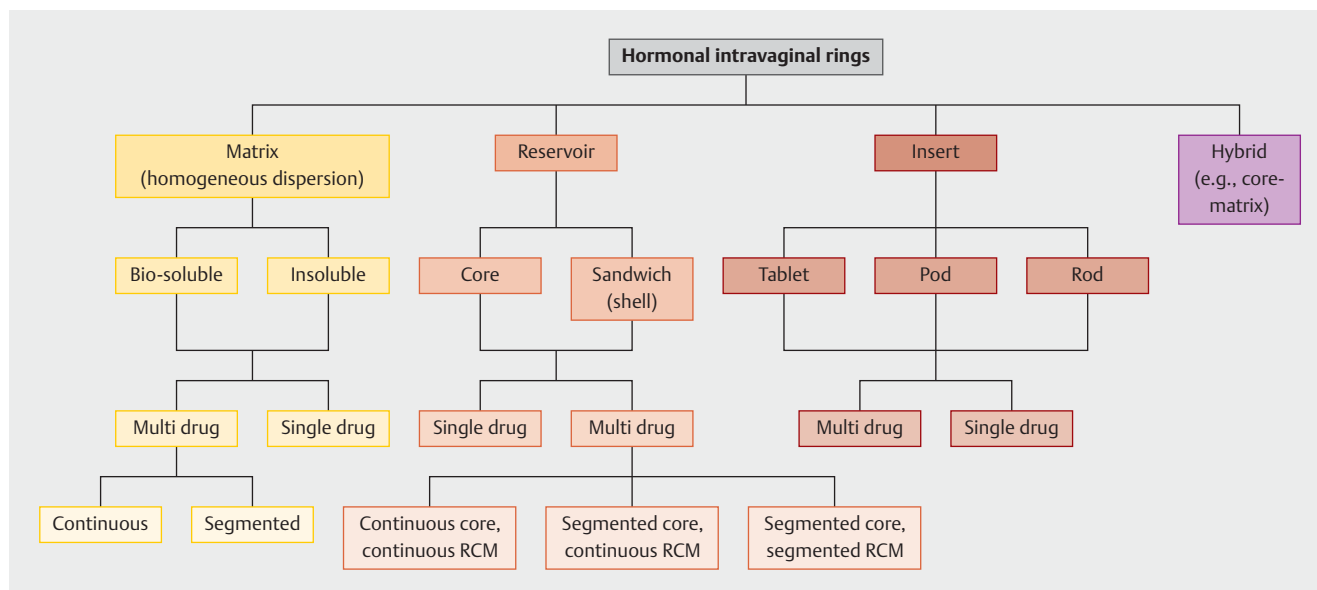 Hormonal intravaginal rings
Matrix
(homogeneous dispersion)
Reservoir
Insert
Hybrid
(e.g., core-
matrix)
Bio-soluble
Insoluble
Core
Sandwich
(shell)
Tablet
Pod
Rod
Multi drug
Single drug
Single drug
Multi drug
Multi drug
Single drug
Continuous
Segmented
Continuous core,
continuous RCM
Segmented core,
continuous RCM
Segmented core,
segmented RCM